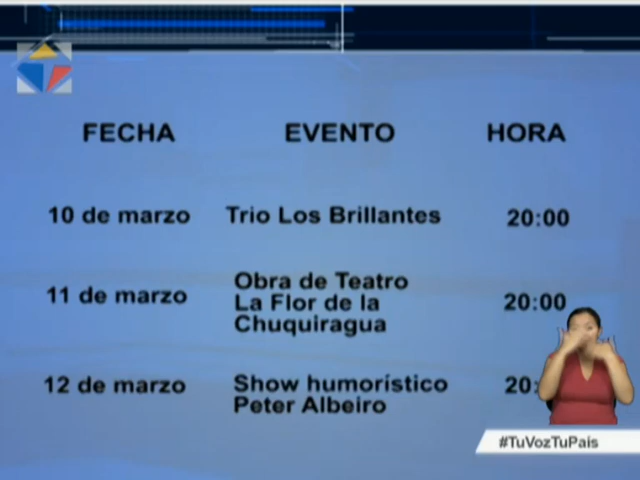 FECHA EVENTO HORA
10 de marzo Trio Los Brillantes 20:00
11 de marzo Obra de Teatro La Flor de la Chuquiragua 20:00
12 de marzo Show humorístico Peter Albeiro 20:
#TuVozTuPais